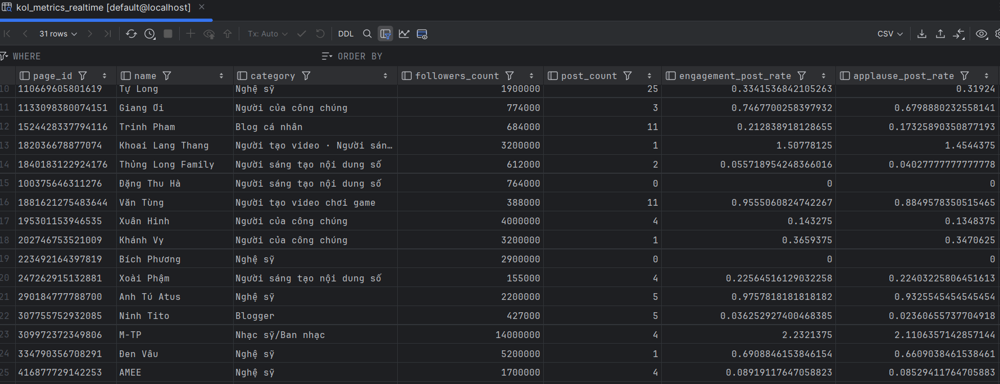 kol_metrics_realtime [default@localhost]
31 rows Tx: Auto DDL CSV
WHERE ORDER BY
page_id name category followers_count post_count engagement_post_rate applause_post_rate
10 110669605801619 Tự Long Nghệ sỹ 1900000 25 0.3341536842105263 0.31924
11 1133098380074151 Giang Ơi Người của công chúng 774000 3 0.7467700258397932 0.6798880232558141
12 1524428337794116 Trinh Pham Blog cá nhân 684000 11 0.212838918128655 0.17325890350877193
13 182036678877074 Khoai Lang Thang Người tạo video · Người sán… 3200000 1 1.50778125 1.4544375
14 1840183122924176 Thủng Long Family Người sáng tạo nội dung số 612000 2 0.055718954248366016 0.04027777777777778
15 100375646311276 Đặng Thu Hà Người sáng tạo nội dung số 764000 0 0 0
16 1881621275483644 Văn Tùng Người tạo video chơi game 388000 11 0.9555060824742267 0.8849578350515465
17 195301153946535 Xuân Hinh Người của công chúng 4000000 4 0.143275 0.1348375
18 202746753521009 Khánh Vy Người của công chúng 3200000 1 0.3659375 0.3470625
19 223492164397819 Bích Phương Nghệ sỹ 2900000 0 0 0
20 247262915132881 Xoài Phậm Người sáng tạo nội dung số 155000 4 0.22564516129032258 0.22403225806451613
21 290184777788700 Anh Tú Atus Nghệ sỹ 2200000 5 0.9757818181818182 0.9325545454545454
22 307755752932085 Ninh Tito Blogger 427000 5 0.036252927400468385 0.023606557377049​18
23 309972372349806 M-TP Nhạc sỹ/Ban nhạc 14000000 4 2.2321375 2.1106357142857144
24 334790356708291 Đen Vâu Nghệ sỹ 5200000 1 0.6908846153846154 0.6609038461538461
25 416877729142253 AMEE Nghệ sỹ 1700000 4 0.08919117647058823 0.08529411764705883